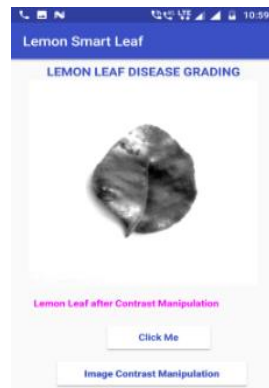 10:59
Lemon Smart Leaf
LEMON LEAF DISEASE GRADING
Lemon Leaf after Contrast Manipulation
Click Me
Image Contrast Manipulation